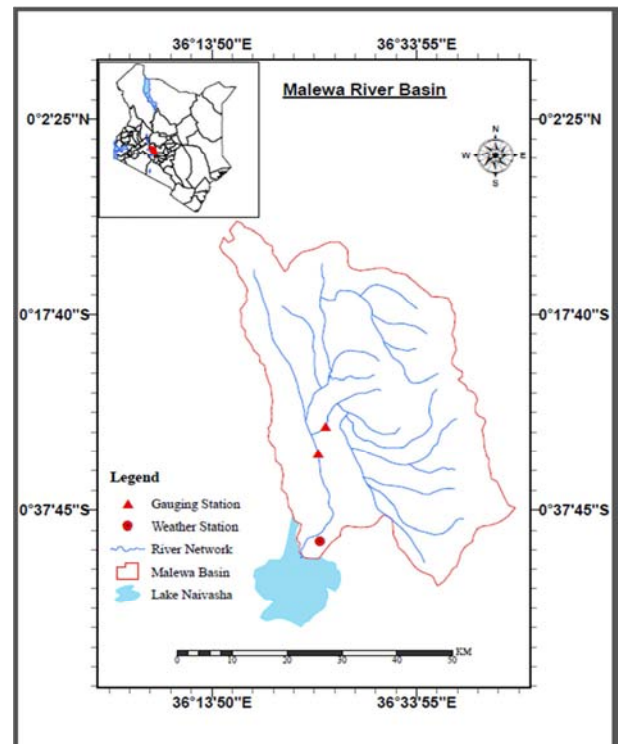 36°13'50"E 36°33'55"E
Malewa River Basin
0°2'25"N 0°2'25"N
N
W E
S
0°17'40"S 0°17'40"S
0°37'45"S 0°37'45"S
Legend
Gauging Station
Weather Station
River Network
Malewa Basin
Lake Naivasha
KM
0 10 20 30 40 50
36°13'50"E 36°33'55"E